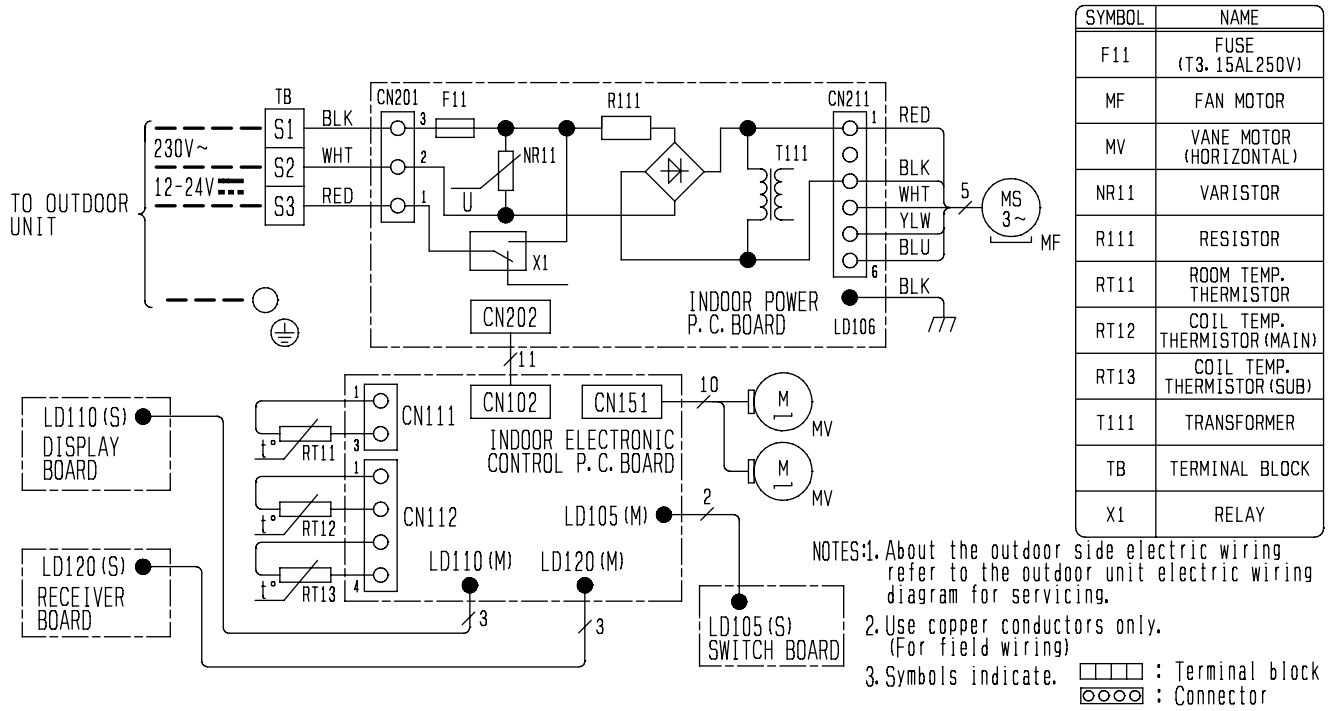 TB
S1
S2
S3
230V~
12-24V
TO OUTDOOR
UNIT
BLK
WHT
RED
CN201
3
2
1
F11
NR11
U
X1
R111
T111
CN211
1
6
RED
BLK
WHT
YLW
BLU
BLK
5
MS
3~
MF
LD106
INDOOR POWER
P.C.BOARD
CN202
11
CN102
CN151
10
M
MV
M
MV
INDOOR ELECTRONIC
CONTROL P.C.BOARD
CN111
1
3
t°
RT11
CN112
1
4
t°
RT12
t°
RT13
LD110(S)
DISPLAY
BOARD
LD120(S)
RECEIVER
BOARD
LD110(M)
3
LD120(M)
3
LD105(M)
2
LD105(S)
SWITCH BOARD
SYMBOL NAME
F11 FUSE
(T3.15AL250V)
MF FAN MOTOR
MV VANE MOTOR
(HORIZONTAL)
NR11 VARISTOR
R111 RESISTOR
RT11 ROOM TEMP.
THERMISTOR
RT12 COIL TEMP.
THERMISTOR(MAIN)
RT13 COIL TEMP.
THERMISTOR(SUB)
T111 TRANSFORMER
TB TERMINAL BLOCK
X1 RELAY
NOTES:1. About the outdoor side electric wiring
refer to the outdoor unit electric wiring
diagram for servicing.
2. Use copper conductors only.
(For field wiring)
3. Symbols indicate.
: Terminal block
: Connector